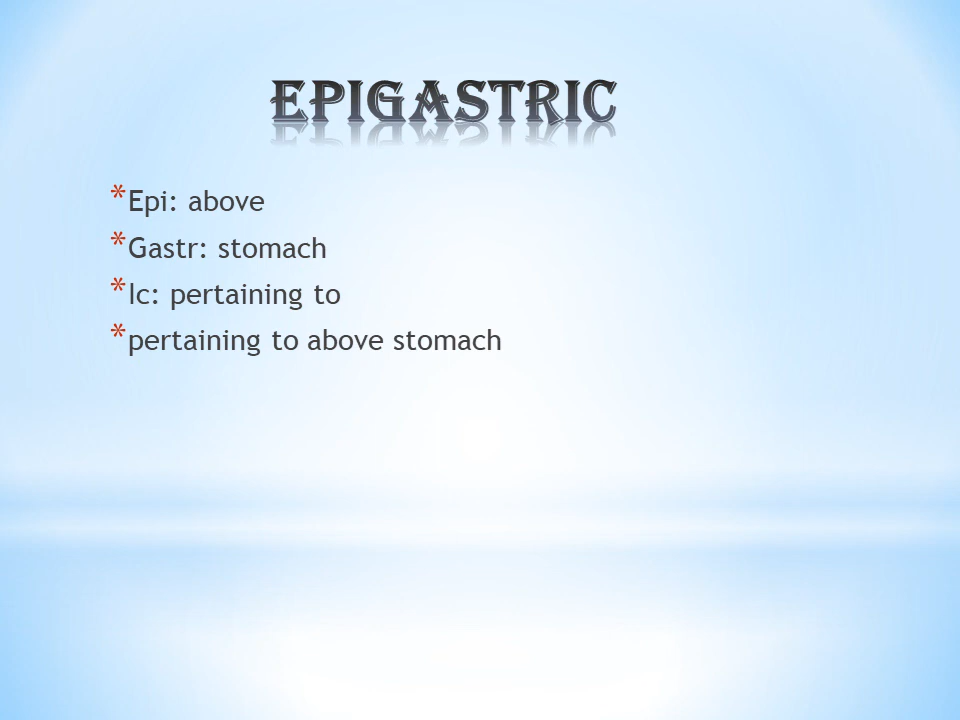 EPIGASTRIC
* Epi: above
* Gastr: stomach
* Ic: pertaining to
* pertaining to above stomach